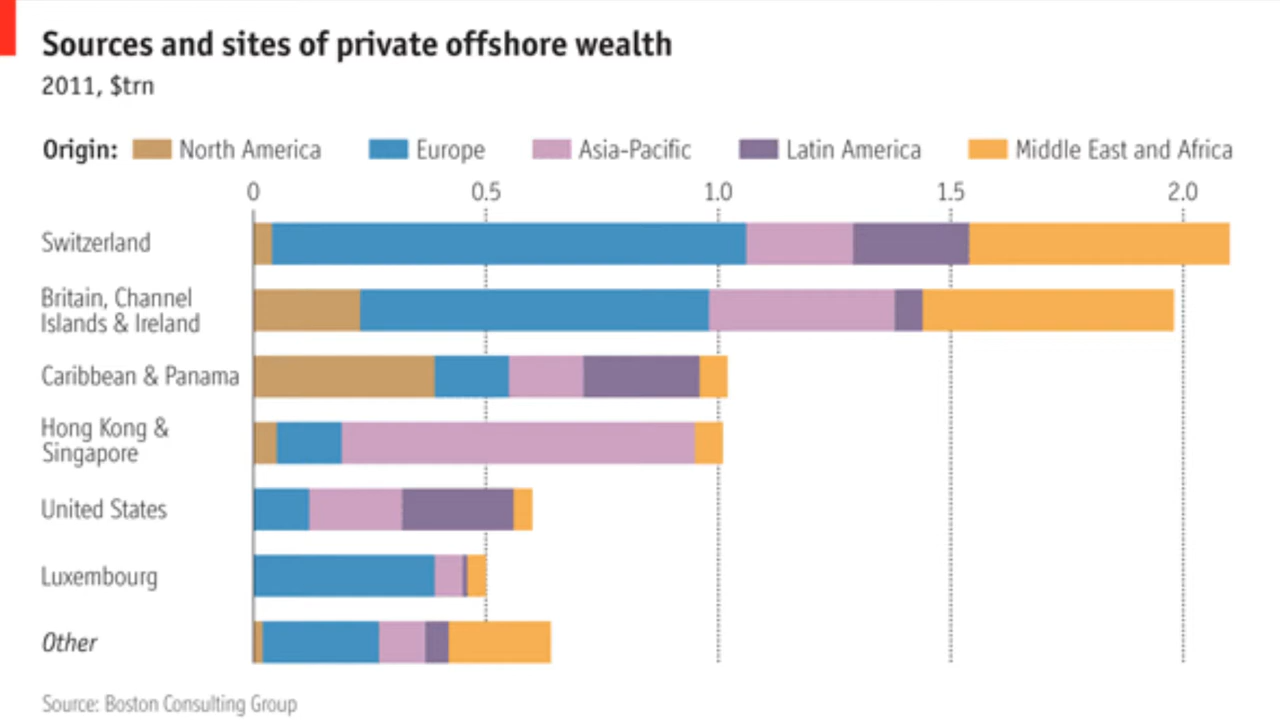 Sources and sites of private offshore wealth
2011, $trn
Origin: North America Europe Asia-Pacific Latin America Middle East and Africa
0 0.5 1.0 1.5 2.0
Switzerland
Britain, Channel
Islands & Ireland
Caribbean & Panama
Hong Kong &
Singapore
United States
Luxembourg
Other
Source: Boston Consulting Group